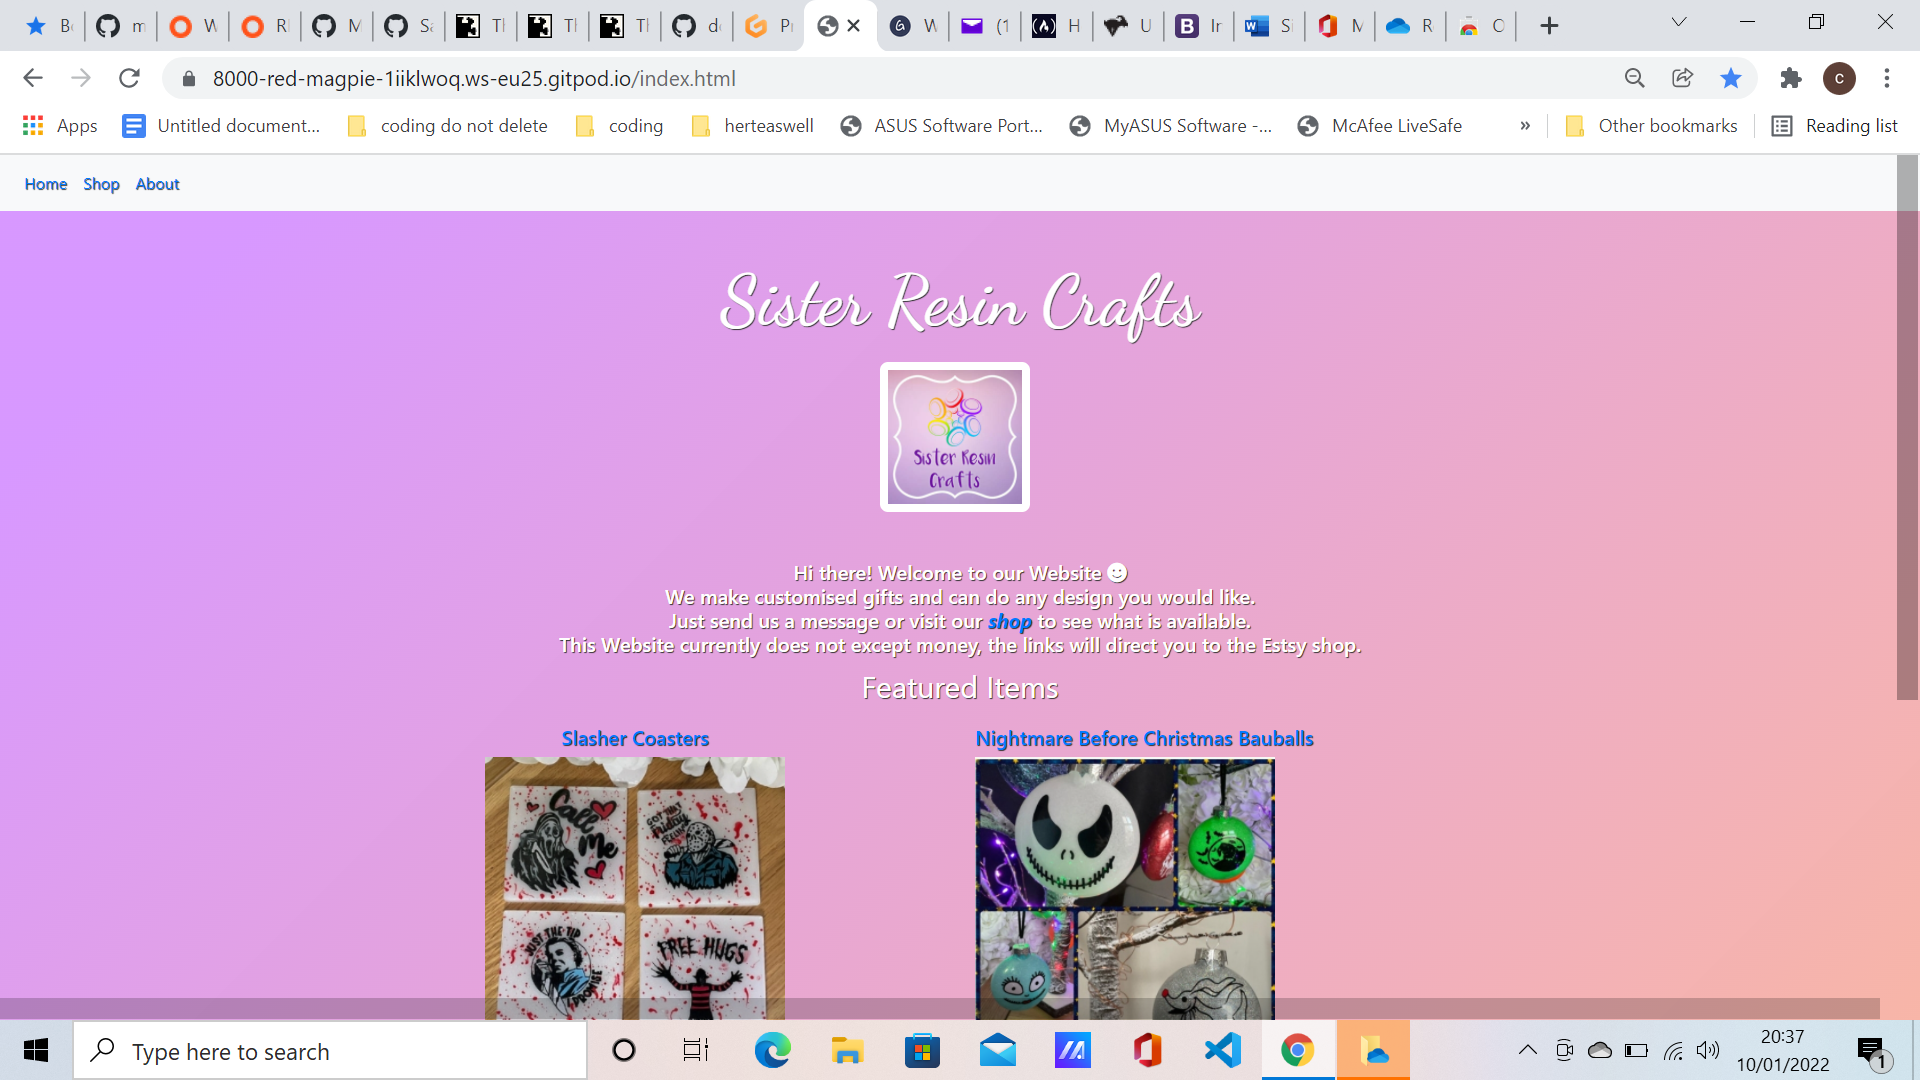 8000-red-magpie-1iiklwoq.ws-eu25.gitpod.io/index.html
c
Apps
Untitled document...
coding do not delete
coding
herteaswell
ASUS Software Port...
MyASUS Software -...
McAfee LiveSafe
»
Other bookmarks
Reading list
Home Shop About
Sister Resin Crafts
Sister Resin
Crafts
Hi there! Welcome to our Website
We make customised gifts and can do any design you would like.
Just send us a message or visit our shop to see what is available.
This Website currently does not except money, the links will direct you to the Estsy shop.
Featured Items
Slasher Coasters
Nightmare Before Christmas Bauballs
Call Me
JUST THE TIP
PROMISE
FREE HUGS
Type here to search
20:37
10/01/2022
1